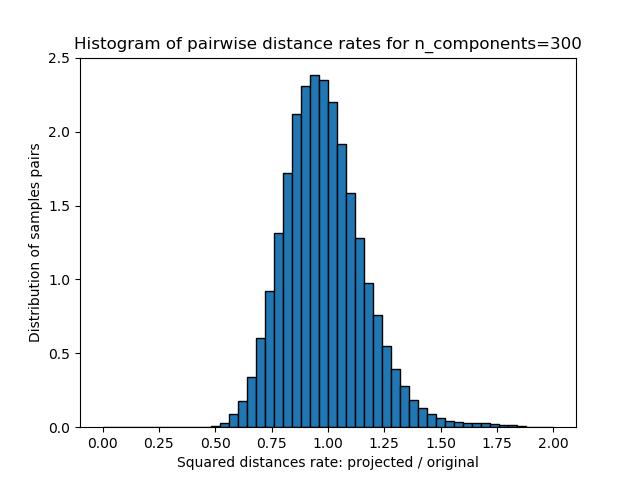 Histogram of pairwise distance rates for n_components=300
2.5
2.0
1.5
1.0
0.5
0.0
Distribution of samples pairs
0.00 0.25 0.50 0.75 1.00 1.25 1.50 1.75 2.00
Squared distances rate: projected / original